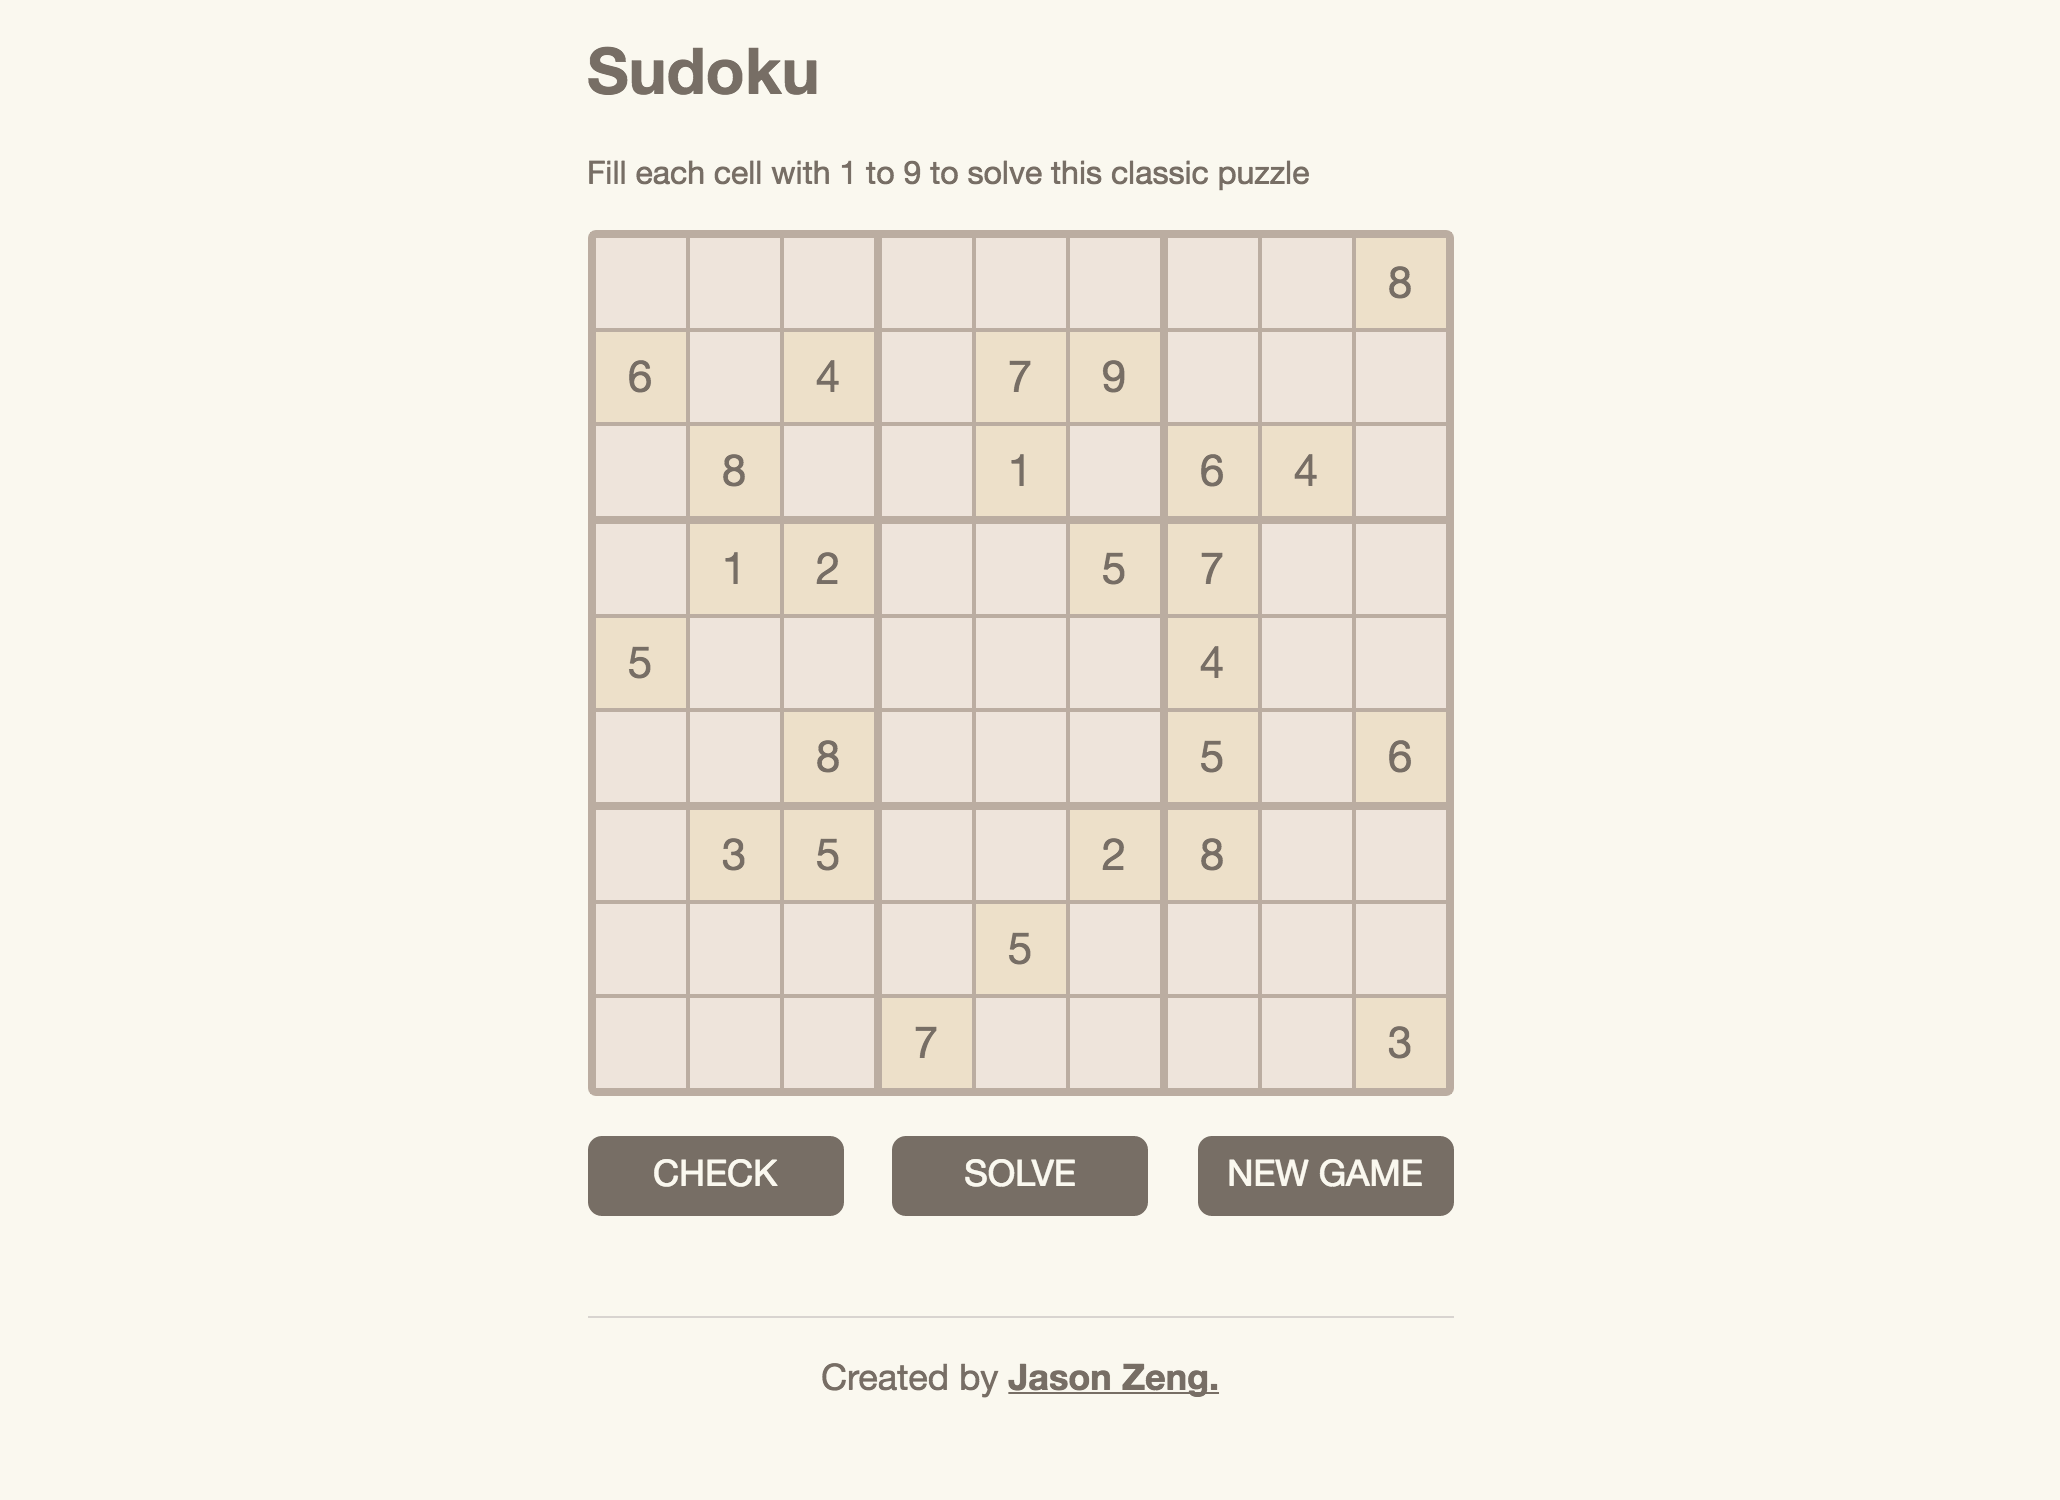 Sudoku
Fill each cell with 1 to 9 to solve this classic puzzle
8
6 4 7 9
8 1 6 4
1 2 5 7
5 4
8 5 6
3 5 2 8
5
7 3
CHECK SOLVE NEW GAME
Created by Jason Zeng.